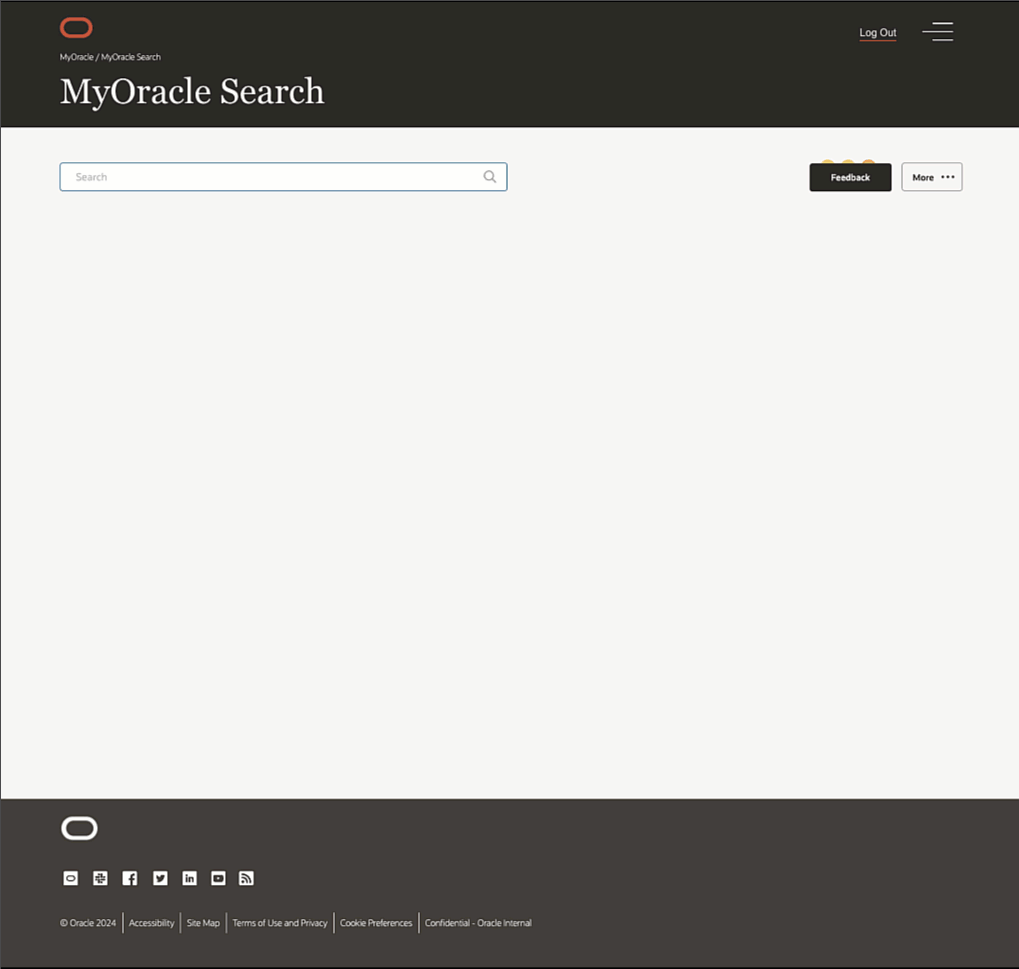 Log Out
MyOracle / MyOracle Search
MyOracle Search
Search
Feedback
More
© Oracle 2024 Accessibility Site Map Terms of Use and Privacy Cookie Preferences Confidential - Oracle Internal